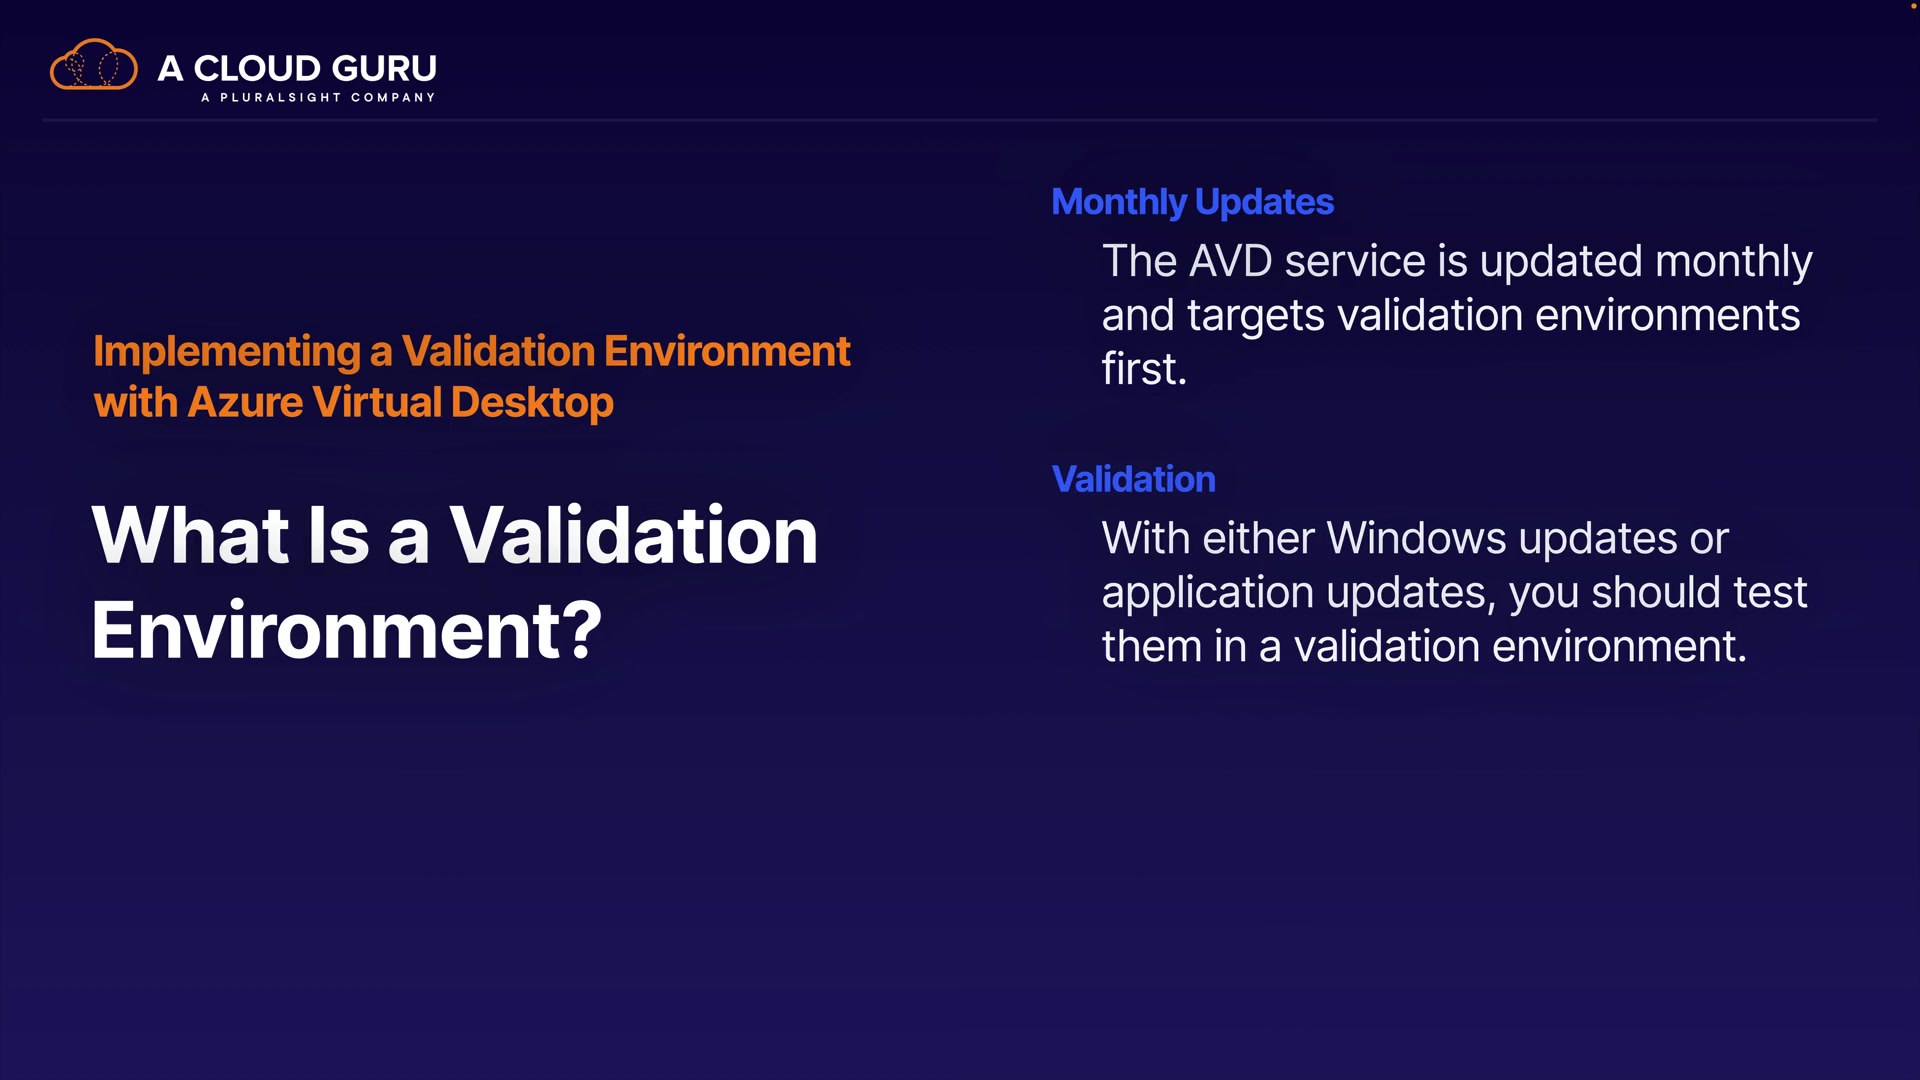 A CLOUD GURU
A PLURALSIGHT COMPANY
Implementing a Validation Environment
with Azure Virtual Desktop
What Is a Validation
Environment?
Monthly Updates
The AVD service is updated monthly
and targets validation environments
first.
Validation
With either Windows updates or
application updates, you should test
them in a validation environment.